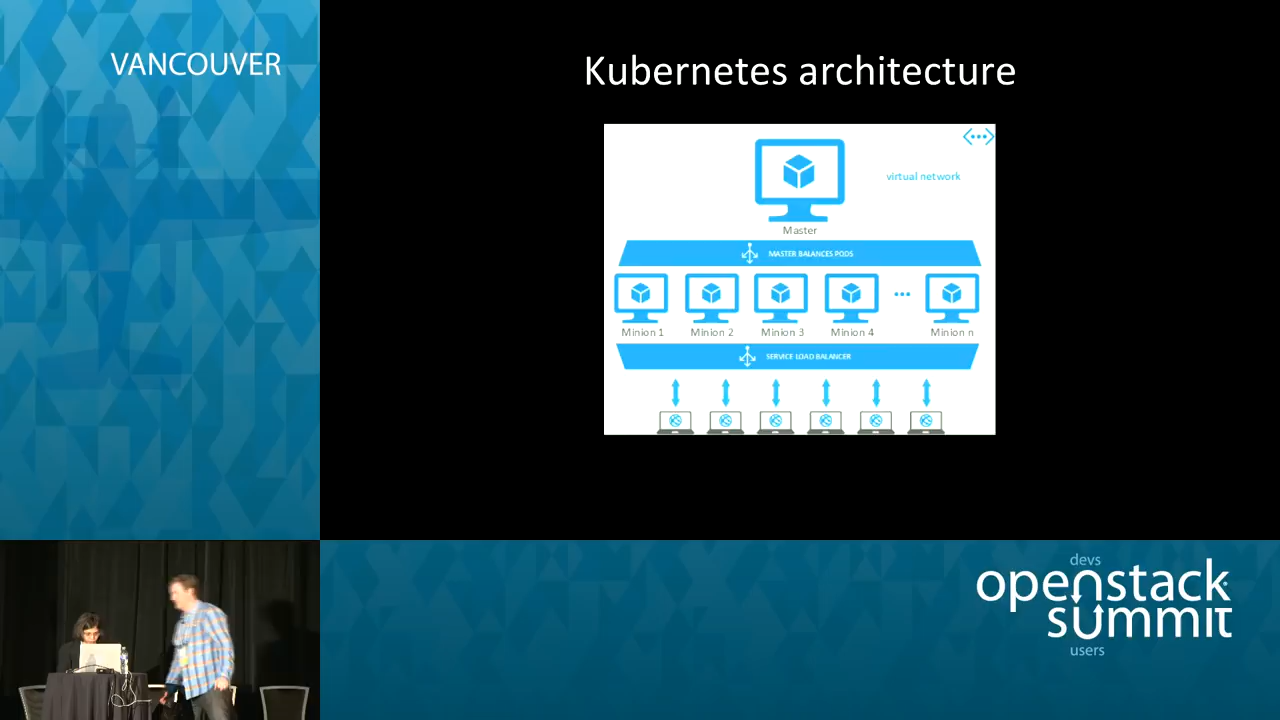 VANCOUVER
Kubernetes architecture
virtual network
Master
MASTER BALANCES PODS
Minion 1
Minion 2
Minion 3
Minion 4
Minion n
SERVICE LOAD BALANCER
devs
openstack
summit
users